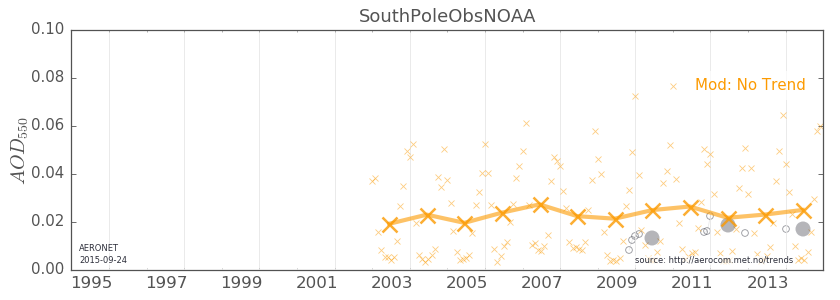 SouthPoleObsNOAA
0.10
0.08
0.06
0.04
0.02
0.00
AOD550
Mod: No Trend
AERONET
2015-09-24
source: http://aerocom.met.no/trends
1995 1997 1999 2001 2003 2005 2007 2009 2011 2013